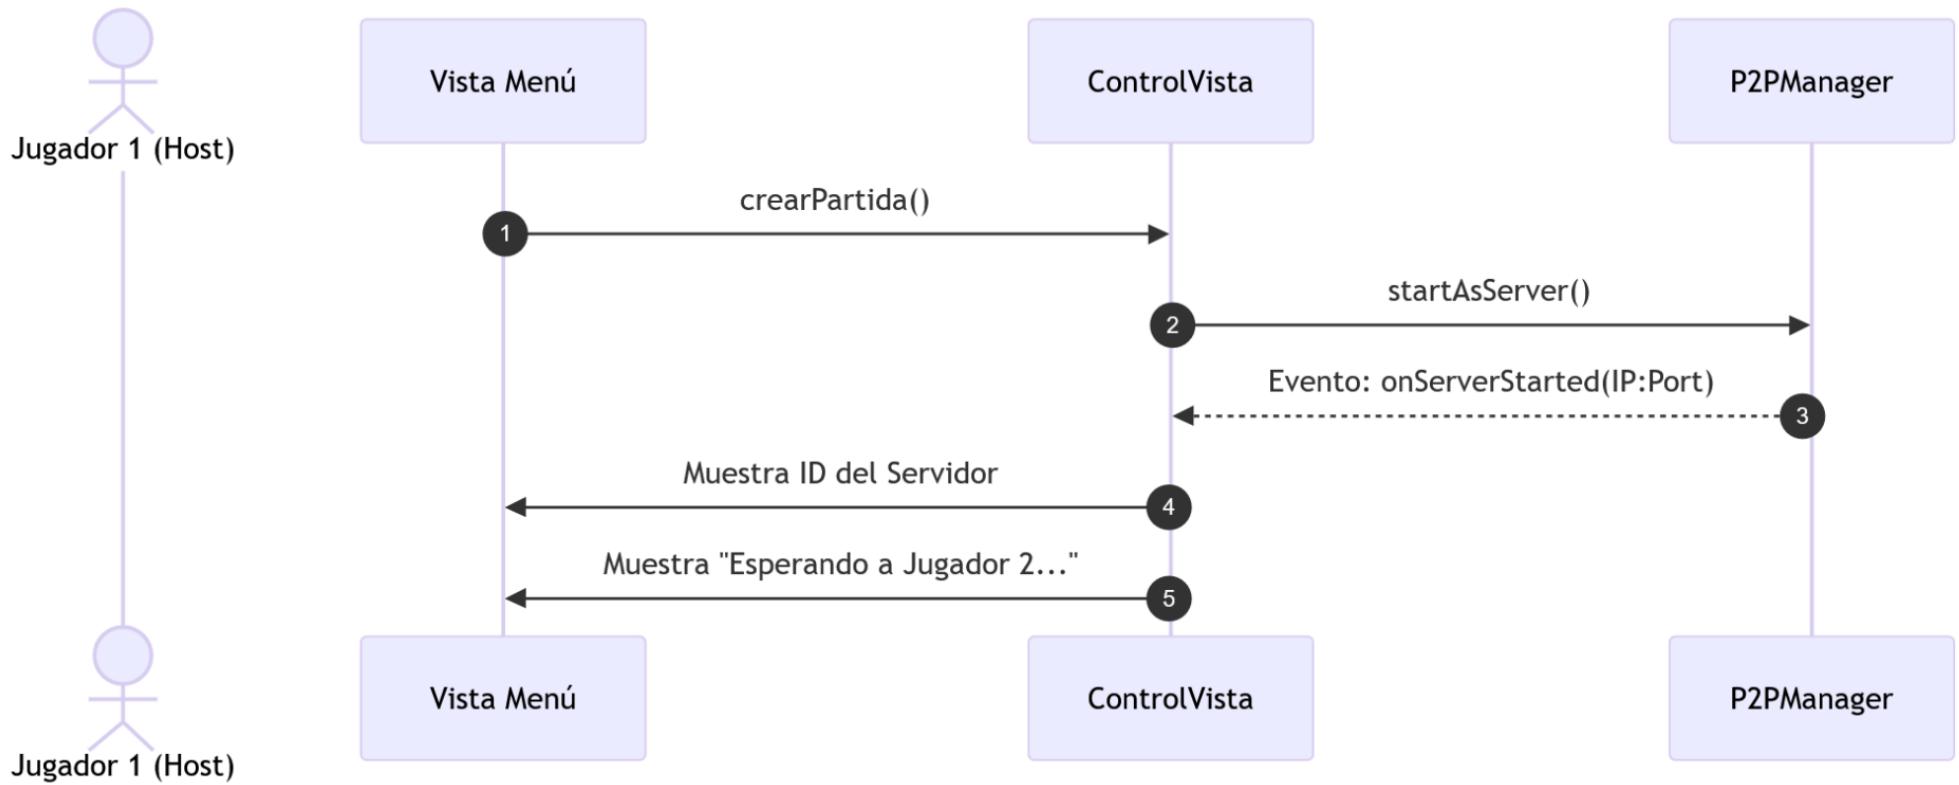 Vista Menú
ControlVista
P2PManager
Jugador 1 (Host)
crearPartida()
1
startAsServer()
2
Evento: onServerStarted(IP:Port)
3
Muestra ID del Servidor
4
Muestra "Esperando a Jugador 2..."
5
Vista Menú
ControlVista
P2PManager
Jugador 1 (Host)